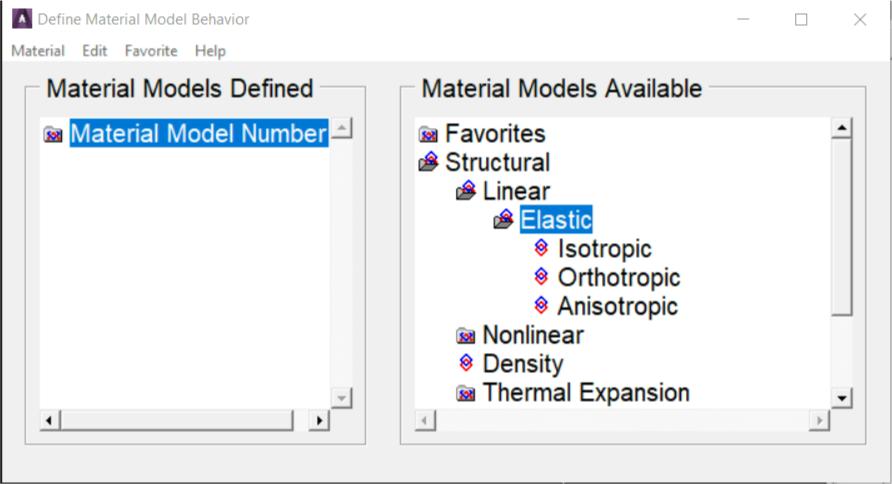 Define Material Model Behavior
Material Edit Favorite Help
Material Models Defined
Material Model Number
Material Models Available
Favorites
Structural
Linear
Elastic
Isotropic
Orthotropic
Anisotropic
Nonlinear
Density
Thermal Expansion